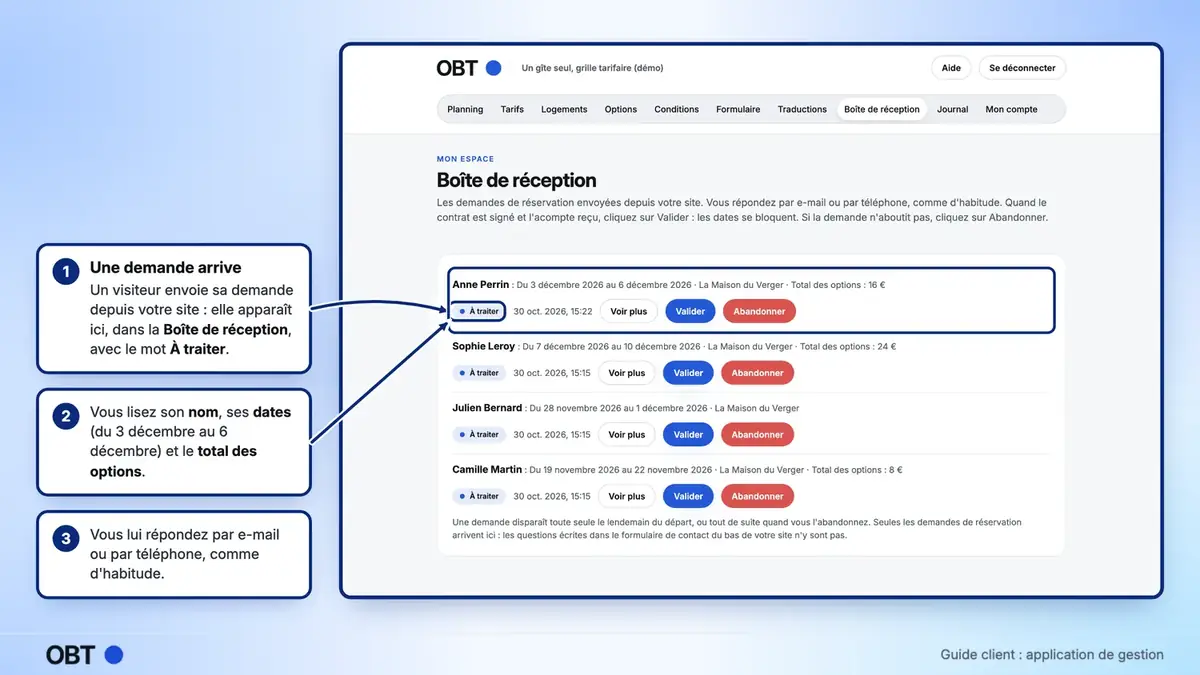 OBT
Un gîte seul, grille tarifaire (démo)
Aide
Se déconnecter
Planning
Tarifs
Logements
Options
Conditions
Formulaire
Traductions
Boîte de réception
Journal
Mon compte
MON ESPACE
Boîte de réception
Les demandes de réservation envoyées depuis votre site. Vous répondez par e-mail ou par téléphone, comme d'habitude. Quand le
contrat est signé et l'acompte reçu, cliquez sur Valider : les dates se bloquent. Si la demande n'aboutit pas, cliquez sur Abandonner.
1
Une demande arrive
Un visiteur envoie sa demande
depuis votre site : elle apparaît
ici, dans la Boîte de réception,
avec le mot À traiter.
2
Vous lisez son nom, ses dates
(du 3 décembre au 6
décembre) et le total des
options.
3
Vous lui répondez par e-mail
ou par téléphone, comme
d'habitude.
Anne Perrin : Du 3 décembre 2026 au 6 décembre 2026 · La Maison du Verger · Total des options : 16 €
À traiter 30 oct. 2026, 15:22 Voir plus Valider Abandonner
Sophie Leroy : Du 7 décembre 2026 au 10 décembre 2026 · La Maison du Verger · Total des options : 24 €
À traiter 30 oct. 2026, 15:15 Voir plus Valider Abandonner
Julien Bernard : Du 28 novembre 2026 au 1 décembre 2026 · La Maison du Verger
À traiter 30 oct. 2026, 15:15 Voir plus Valider Abandonner
Camille Martin : Du 19 novembre 2026 au 22 novembre 2026 · La Maison du Verger · Total des options : 8 €
À traiter 30 oct. 2026, 15:15 Voir plus Valider Abandonner
Une demande disparaît toute seule le lendemain du départ, ou tout de suite quand vous l'abandonnez. Seules les demandes de réservation
arrivent ici : les questions écrites dans le formulaire de contact du bas de votre site n'y sont pas.
OBT
Guide client : application de gestion